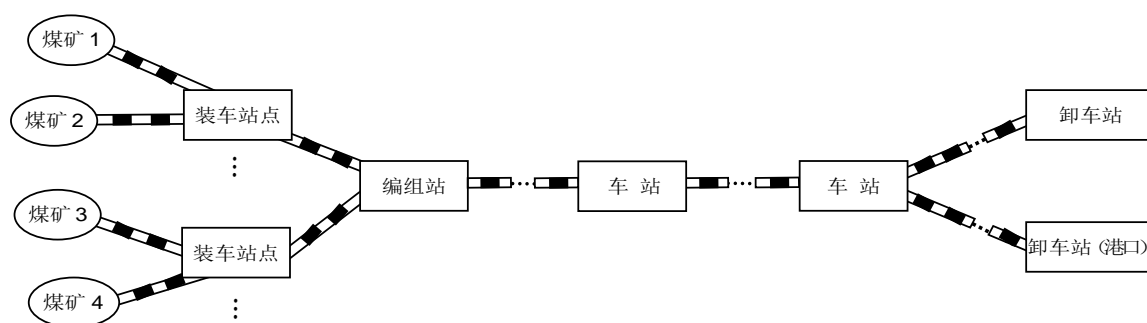 煤矿 1
煤矿 2
装车站点
⋮
煤矿 3
煤矿 4
装车站点
⋮
编组站
车 站
车 站
卸车站
卸车站(港口)